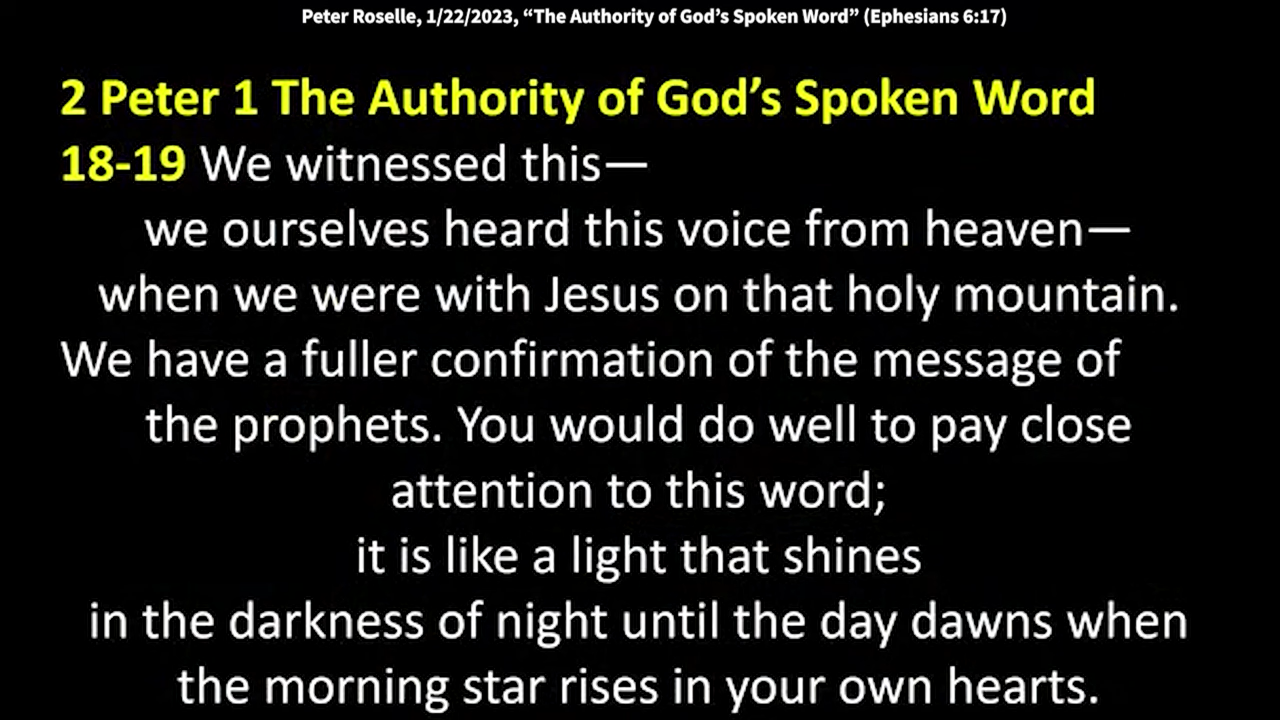 Peter Roselle, 1/22/2023, “The Authority of God’s Spoken Word” (Ephesians 6:17)
2 Peter 1 The Authority of God’s Spoken Word
18-19 We witnessed this—
we ourselves heard this voice from heaven—
when we were with Jesus on that holy mountain.
We have a fuller confirmation of the message of
the prophets. You would do well to pay close
attention to this word;
it is like a light that shines
in the darkness of night until the day dawns when
the morning star rises in your own hearts.